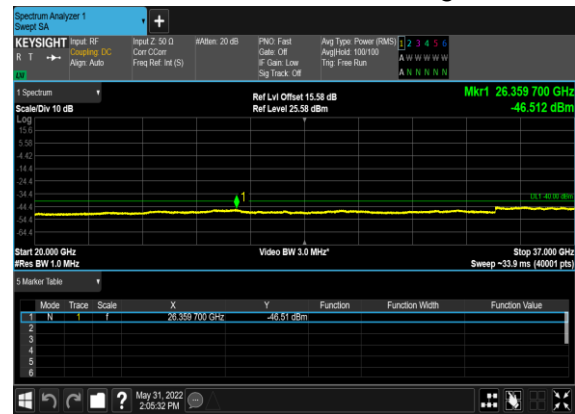 Spectrum Analyzer 1
Swept SA
+
KEYSIGHT Input: RF Input Z: 50 Ω #Atten: 20 dB PNO: Fast Avg Type: Power (RMS) 1 2 3 4 5 6
R T Coupling: DC Corr CCorr Gate: Off Avg|Hold: 100/100 A W W W W W
Align: Auto Freq Ref: Int (S) IF Gain: Low Trig: Free Run
LV Sig Track: Off A N N N N N
1 Spectrum Ref Lvl Offset 15.58 dB Mkr1 26.359 700 GHz
Scale/Div 10 dB Ref Level 25.58 dBm -46.512 dBm
Log
15.6
5.58
-4.42
-14.4
-24.4
-34.4 1 DL1 -40.00 dBm
-44.4
-54.4
-64.4
Start 20.000 GHz Video BW 3.0 MHz* Stop 37.000 GHz
#Res BW 1.0 MHz Sweep ~33.9 ms (40001 pts)
5 Marker Table
Mode Trace Scale X Y Function Function Width Function Value
1 N 1 f 26.359 700 GHz -46.51 dBm
2
3
4
5
6
? May 31, 2022
2:05:32 PM